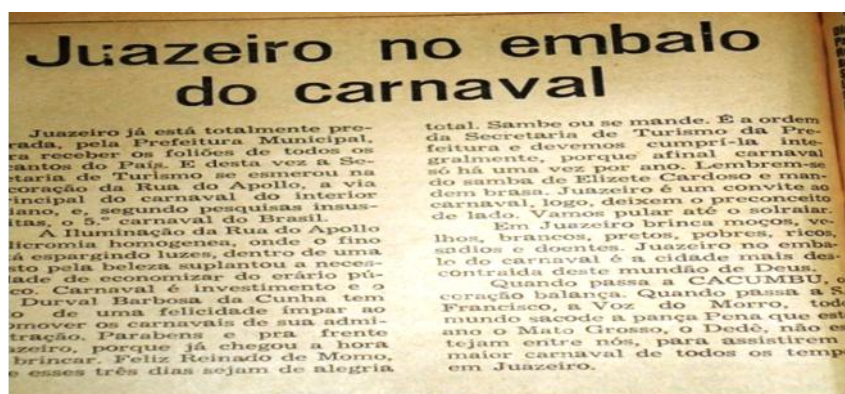 Juazeiro no embalo
do carnaval
Juazeiro já está totalmente pre-
rada, pela Prefeitura Municipal,
ra receber os foliões de todos os
cantos do País. E desta vez a Se-
taria de Turismo se esmerou na
coração da Rua do Apollo, a via
incipal do carnaval do interior
iano, e, segundo pesquisas insus-
itas, o 5.º carnaval do Brasil.
A Iluminação da Rua do Apollo
licromia homogenea, onde o fino
á espargindo luzes, dentro de uma
sto pela beleza suplantou a neces-
dade de economizar do erário pú-
co. Carnaval é investimento e o
Durval Barbosa da Cunha tem
o de uma felicidade ímpar ao
omover os carnavais de sua admi-
tração. Parabens e pra frente
azeiro, porque já chegou a hora
brincar. Feliz Reinado de Momo,
e esses três dias sejam de alegria
total. Sambe ou se mande. É a ordem
da Secretaria de Turismo da Pre-
feitura e devemos cumprí-la inte-
gralmente, porque afinal carnaval
só há uma vez por ano. Lembrem-se
do samba de Elizete Cardoso e man-
dem brasa. Juazeiro é um convite ao
carnaval, logo, deixem o preconceito
de lado. Vamos pular até o solraiar.
Em Juazeiro brinca moços, ve-
lhos, brancos, pretos, pobres, ricos,
sadios e doentes. Juazeiro no emba-
lo do carnaval é a cidade mais des-
contraida deste mundão de Deus.
Quando passa a CACUMBU, o
coração balança. Quando passa a S.
Francisco, a Voz do Morro, tod
mundo sacode a pança Pena que est
ano o Mato Grosso, o Dedê, não es
tejam entre nós, para assistirem
maior carnaval de todos os temp
em Juazeiro.